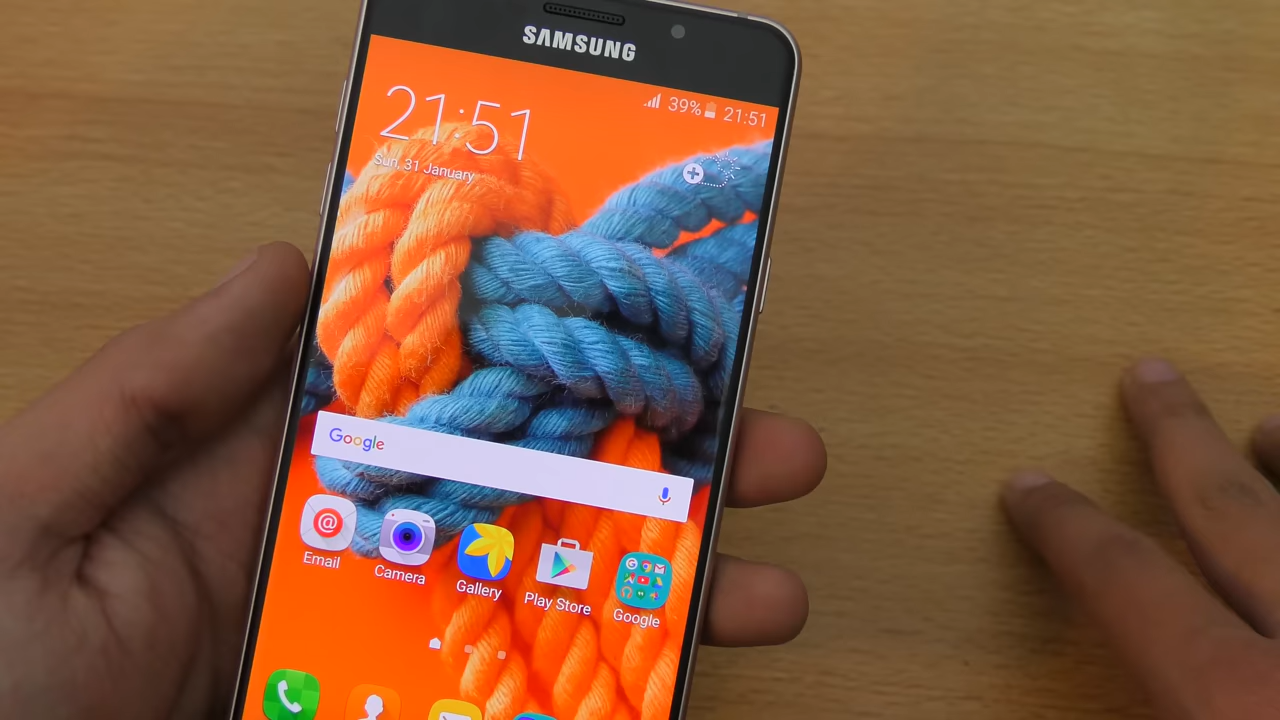 SAMSUNG
39% 21:51
21:51
Sun, 31 January
Google
@
Email
Camera
Gallery
Play Store
Google